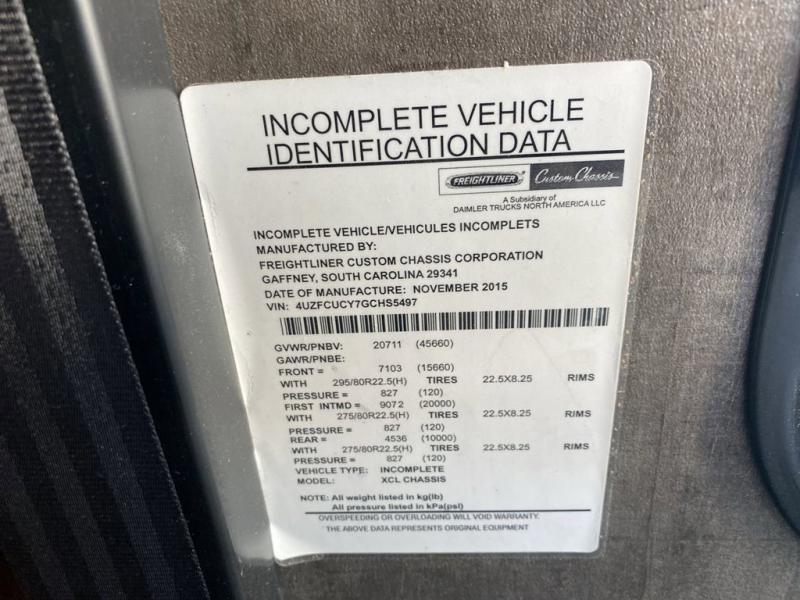 INCOMPLETE VEHICLE
IDENTIFICATION DATA
FREIGHTLINER Custom Chassis
A Subsidiary of
DAIMLER TRUCKS NORTH AMERICA LLC
INCOMPLETE VEHICLE/VEHICULES INCOMPLETS
MANUFACTURED BY:
FREIGHTLINER CUSTOM CHASSIS CORPORATION
GAFFNEY, SOUTH CAROLINA 29341
DATE OF MANUFACTURE: NOVEMBER 2015
VIN: 4UZFCUCY7GCHS5497
GVWR/PNBV: 20711 (45660)
GAWR/PNBE:
FRONT = 7103 (15660)
WITH 295/80R22.5(H) TIRES 22.5X8.25 RIMS
PRESSURE = 827 (120)
FIRST INTMD = 9072 (20000)
WITH 275/80R22.5(H) TIRES 22.5X8.25 RIMS
PRESSURE = 827 (120)
REAR = 4536 (10000)
WITH 275/80R22.5(H) TIRES 22.5X8.25 RIMS
PRESSURE = 827 (120)
VEHICLE TYPE: INCOMPLETE
MODEL: XCL CHASSIS
NOTE: All weight listed in kg(lb)
All pressure listed in kPa(psi)
OVERSPEEDING OR OVERLOADING WILL VOID WARRANTY.
THE ABOVE DATA REPRESENTS ORIGINAL EQUIPMENT